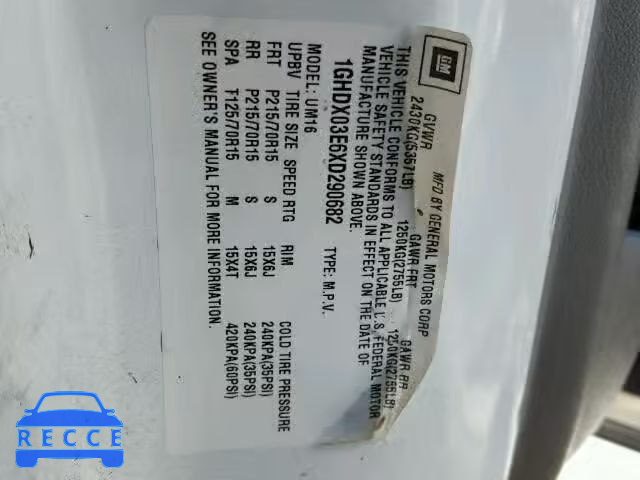 GM
MFD BY GENERAL MOTORS CORP
GVWR GAWR FRT GAWR RR
2430KG(5357LB) 1250KG(2755LB) 1250KG(2755LB)
THIS VEHICLE CONFORMS TO ALL APPLICABLE U.S. FEDERAL MOTOR
VEHICLE SAFETY STANDARDS IN EFFECT ON THE DATE OF
MANUFACTURE SHOWN ABOVE.
1GHDX03E6XD290682 TYPE: M.P.V.
MODEL: UM16
UPBV TIRE SIZE SPEED RTG RIM COLD TIRE PRESSURE
FRT P215/70R15 S 15X6J 240KPA(35PSI)
RR P215/70R15 S 15X6J 240KPA(35PSI)
SPA T125/70R15 M 15X4T 420KPA(60PSI)
SEE OWNER'S MANUAL FOR MORE INFORMATION.
RECCE